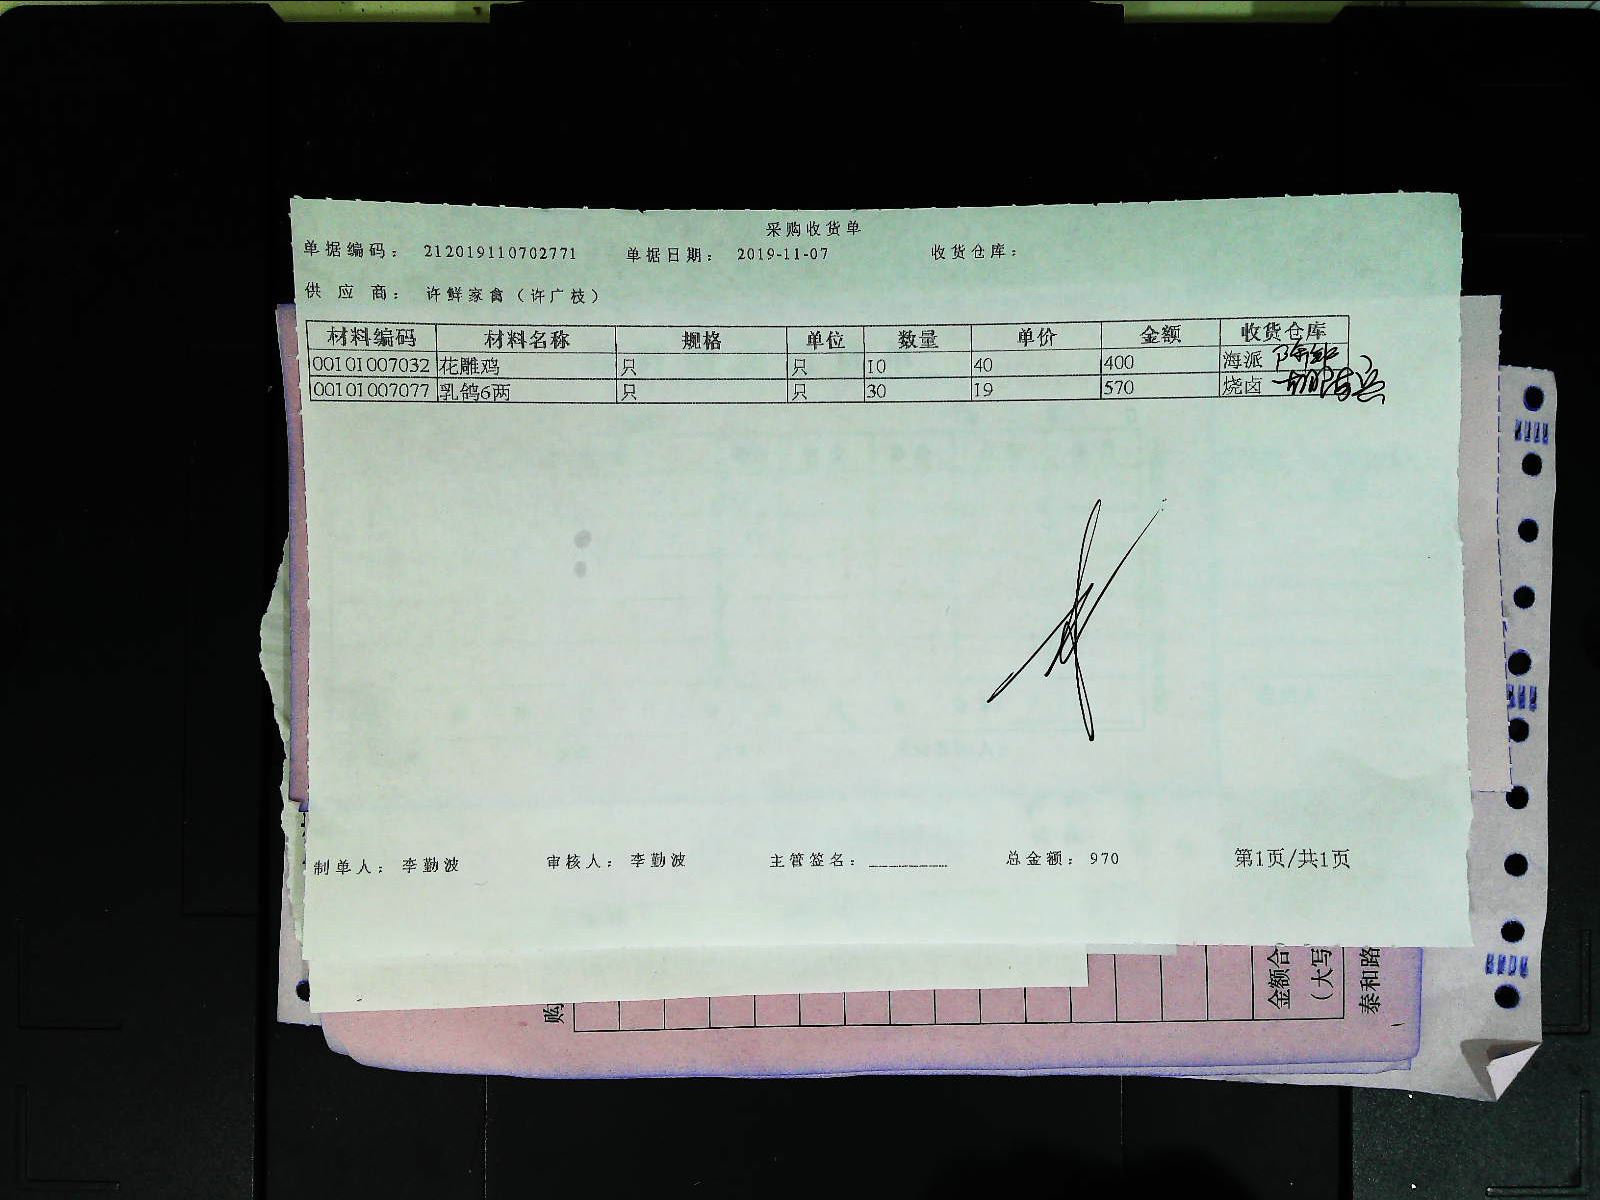 采购收货单
单据编码： 212019110702771 单据日期： 2019-11-07 收货仓库：
供应商： 许鲜家禽（许广枝）
材料编码 材料名称 规格 单位 数量 单价 金额 收货仓库
00101007032 花雕鸡 只 只 10 40 400 海派
00101007077 乳鸽6两 只 只 30 19 570 烧卤
制单人： 李勤波 审核人： 李勤波 主管签名： 总金额： 970 第1页/共1页
购
金额合
（大写
泰和路